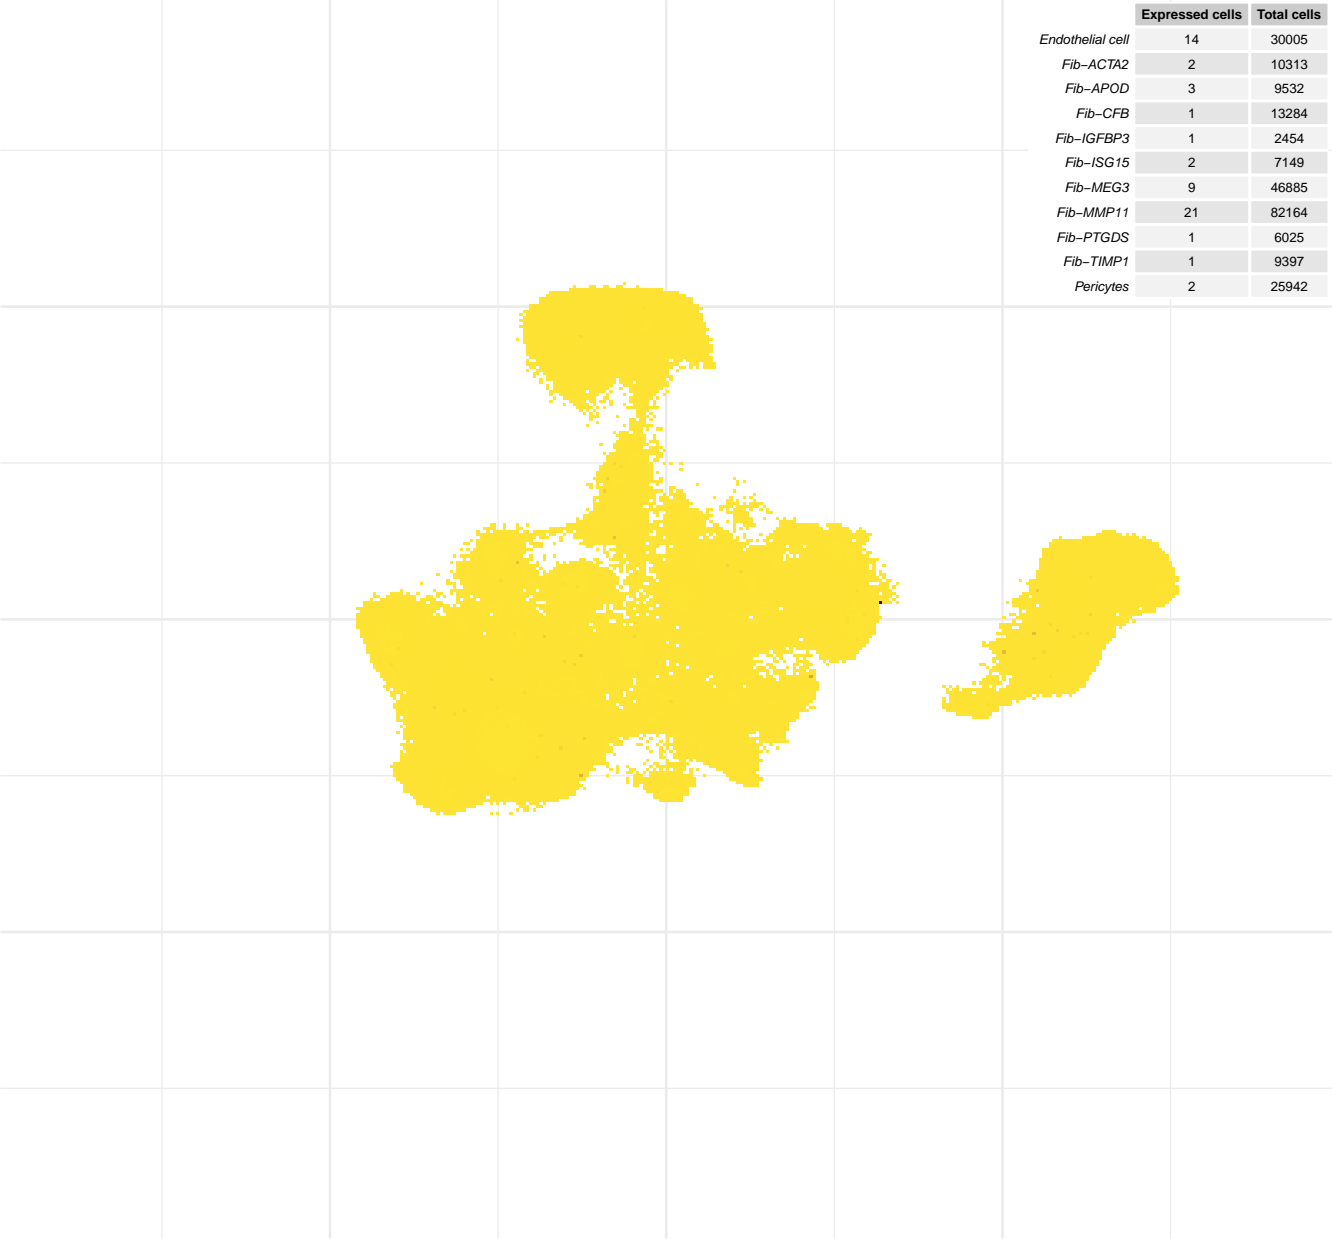 Expressed cells Total cells
Endothelial cell 14 30005
Fib−ACTA2 2 10313
Fib−APOD 3 9532
Fib−CFB 1 13284
Fib−IGFBP3 1 2454
Fib−ISG15 2 7149
Fib−MEG3 9 46885
Fib−MMP11 21 82164
Fib−PTGDS 1 6025
Fib−TIMP1 1 9397
Pericytes 2 25942